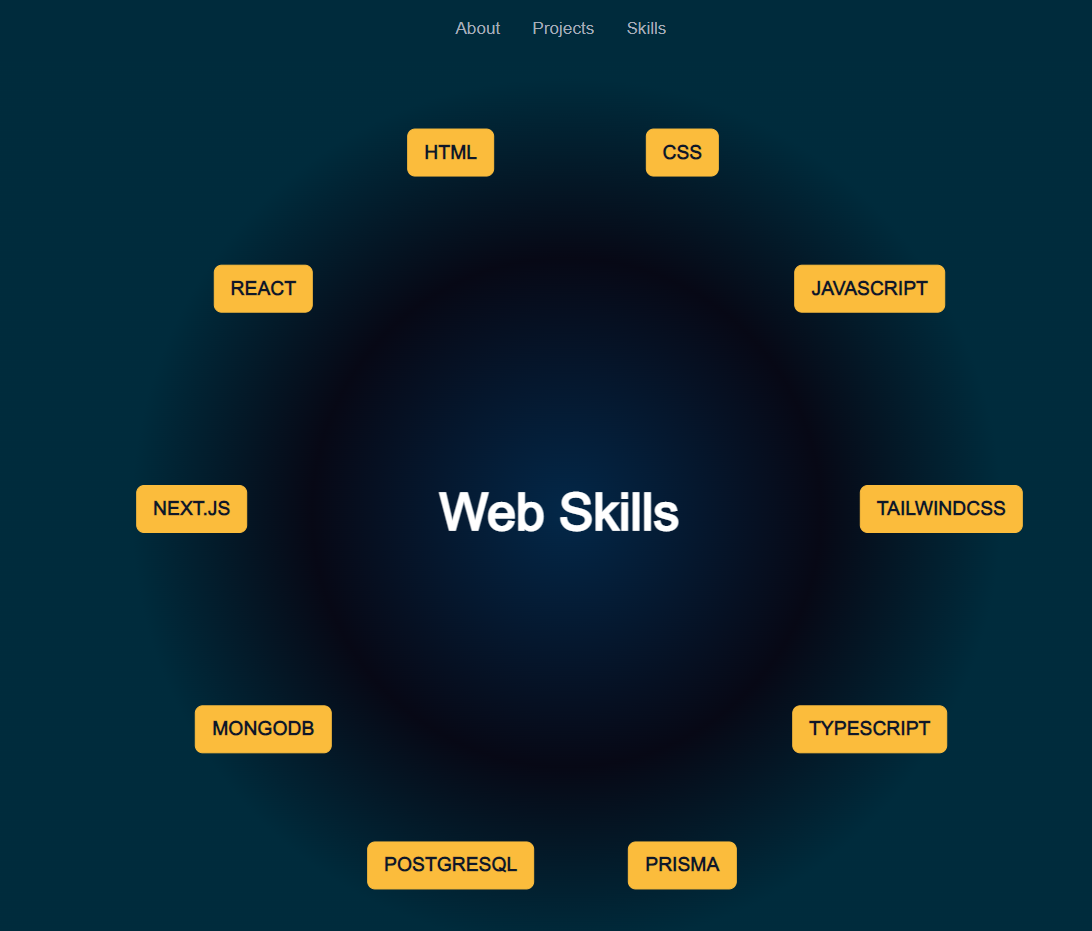 About Projects Skills
HTML CSS
REACT JAVASCRIPT
NEXT.JS Web Skills TAILWINDCSS
MONGODB TYPESCRIPT
POSTGRESQL PRISMA